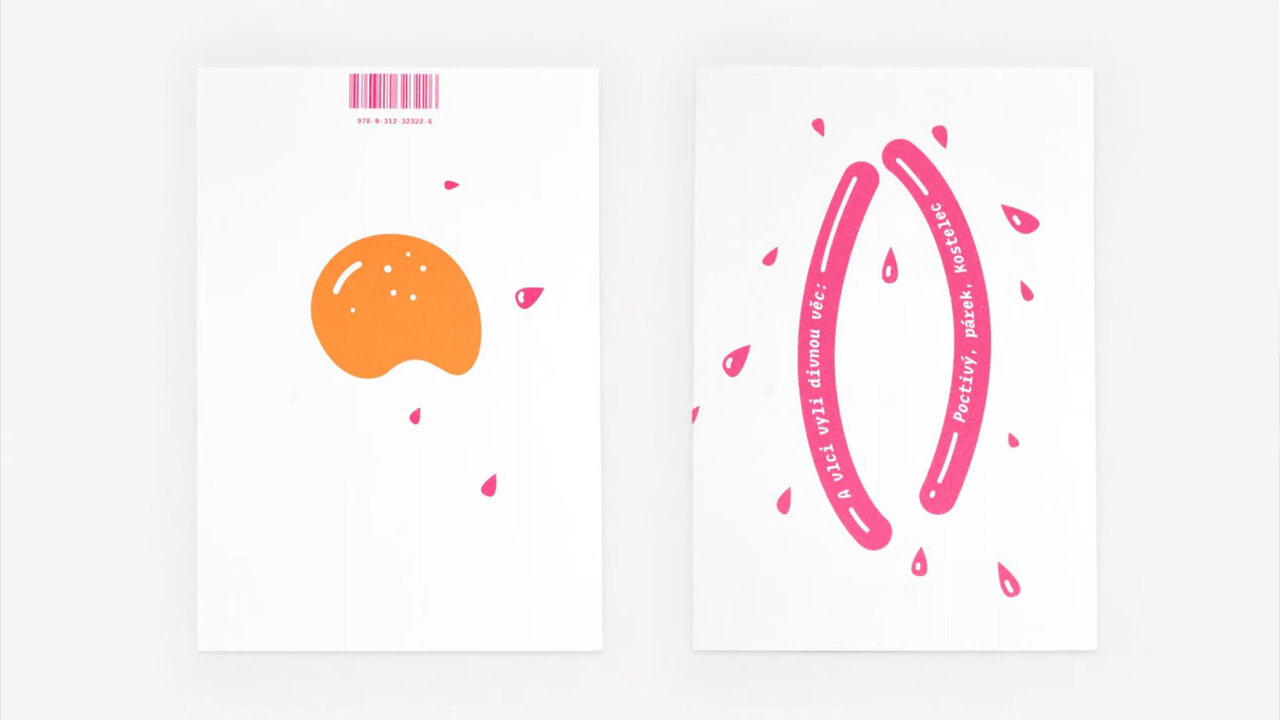 978-0-312-32322-6
A vlci vyli divnou věc:
Poctivý, párek, Kostelec